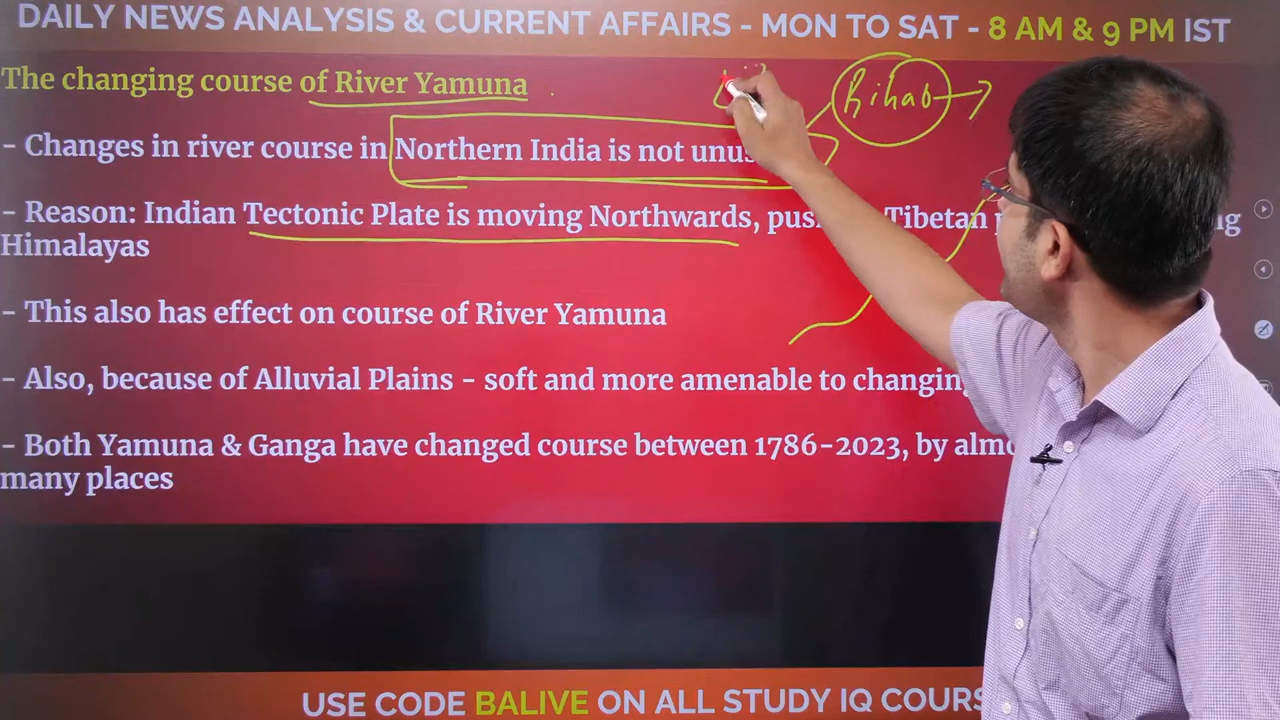 DAILY NEWS ANALYSIS & CURRENT AFFAIRS - MON TO SAT - 8 AM & 9 PM IST
The changing course of River Yamuna
Bihar
- Changes in river course in Northern India is not
- Reason: Indian Tectonic Plate is moving Northwards, Tibetan
Himalayas
- This also has effect on course of River Yamuna
- Also, because of Alluvial Plains - soft and more amenable to changing
- Both Yamuna & Ganga have changed course between 1786-2023, by
many places
USE CODE BALIVE ON ALL STUDY IQ